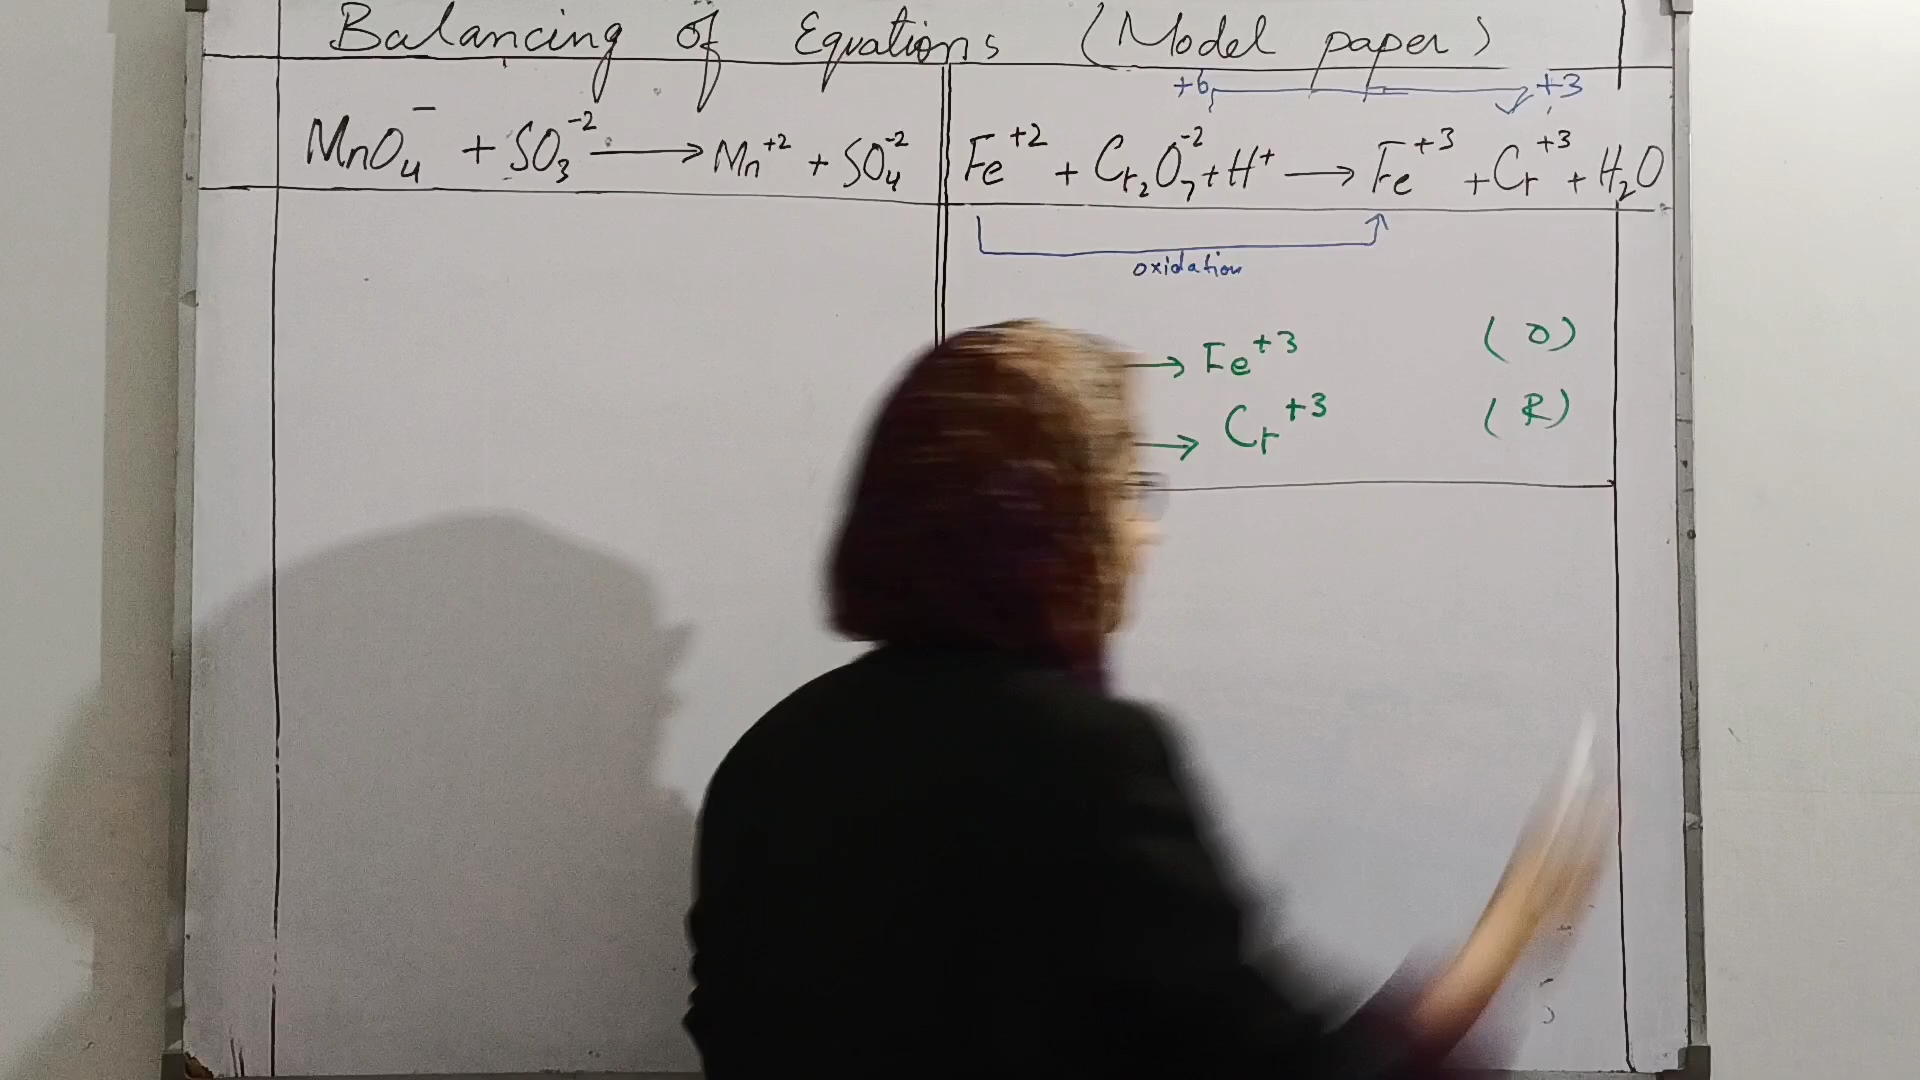 Balancing of Equations (Model paper)
+6 +3
MnO₄⁻ + SO₃⁻² → Mn⁺² + SO₄⁻²
Fe⁺² + Cr₂O₇⁻² + H⁺ → Fe⁺³ + Cr⁺³ + H₂O
oxidation
→ Fe⁺³ (O)
→ Cr⁺³ (R)